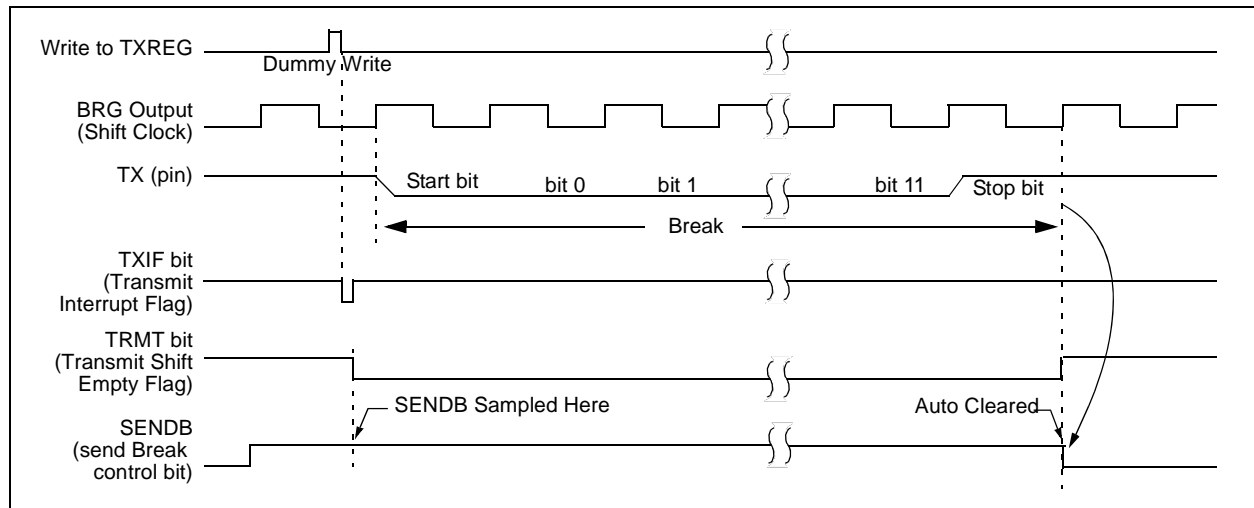 Write to TXREG
Dummy Write
BRG Output
(Shift Clock)
TX (pin)
Start bit
bit 0
bit 1
bit 11
Stop bit
Break
TXIF bit
(Transmit
Interrupt Flag)
TRMT bit
(Transmit Shift
Empty Flag)
SENDB Sampled Here
Auto Cleared
SENDB
(send Break
control bit)